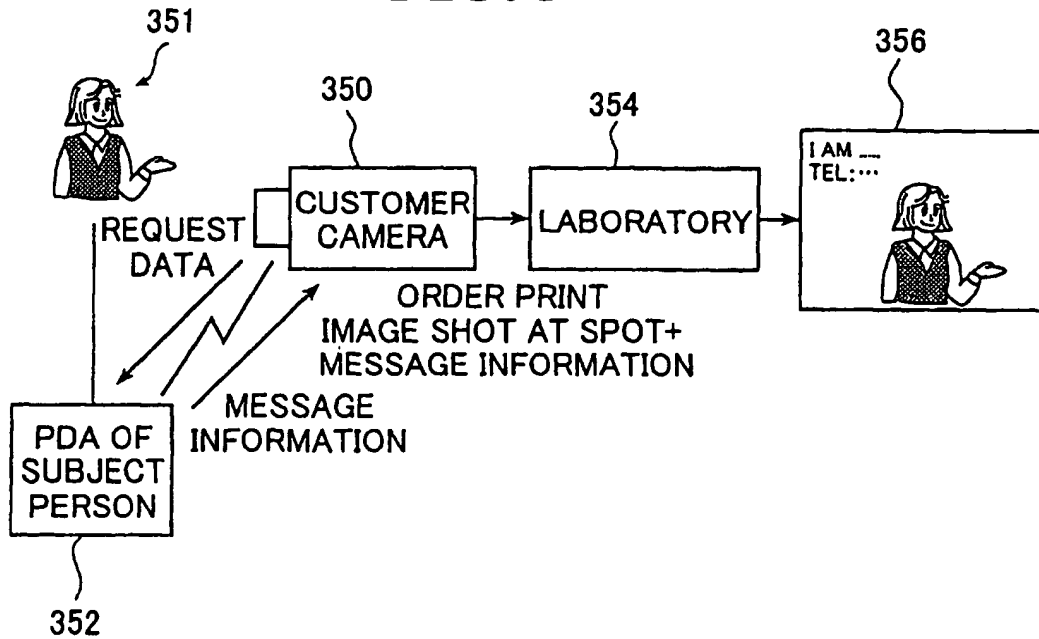 351
350
354
356
I AM ....
TEL:...
CUSTOMER
CAMERA
LABORATORY
REQUEST
DATA
ORDER PRINT
IMAGE SHOT AT SPOT+
MESSAGE INFORMATION
MESSAGE
INFORMATION
PDA OF
SUBJECT
PERSON
352